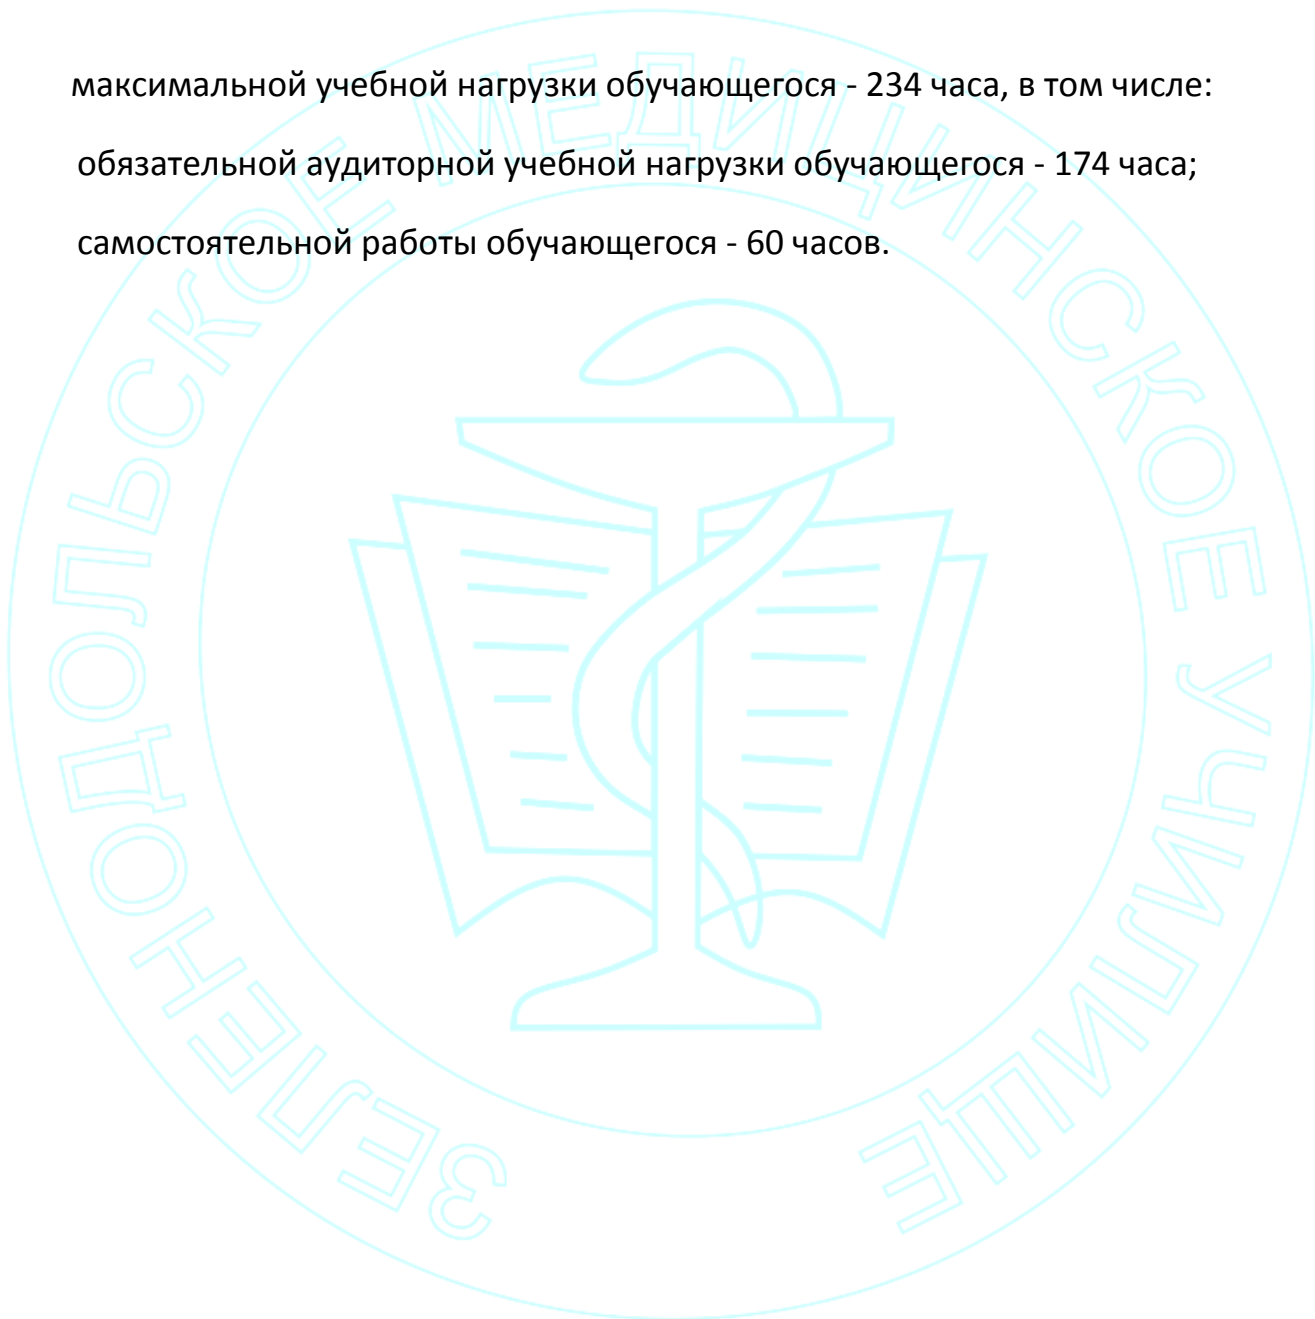 максимальной учебной нагрузки обучающегося - 234 часа, в том числе:
обязательной аудиторной учебной нагрузки обучающегося - 174 часа;
самостоятельной работы обучающегося - 60 часов.
ЗЕЛЕНОДОЛЬСКОЕ МЕДИЦИНСКОЕ УЧИЛИЩЕ